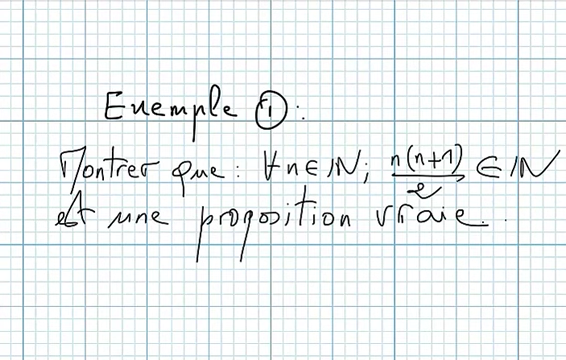 Exemple ①:
Montrer que: ∀n∈ℕ; n(n+1)/2 ∈ ℕ
est une proposition vraie.